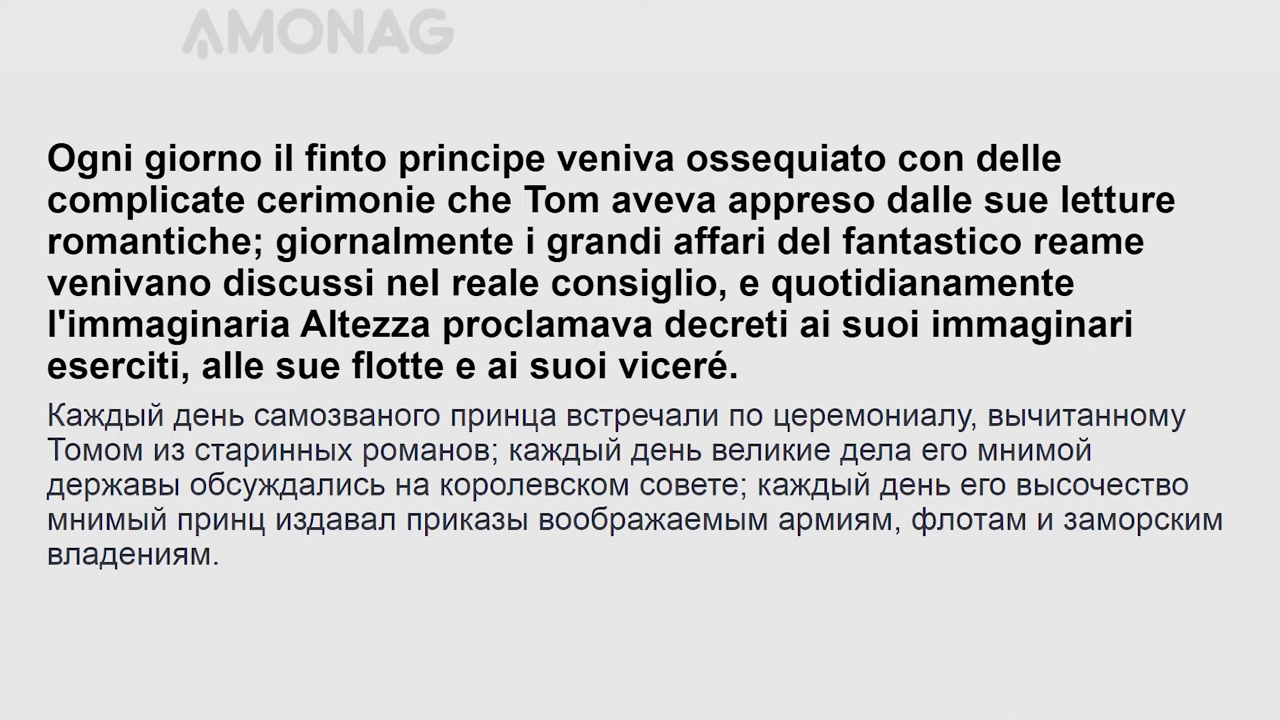 AMONAG
Ogni giorno il finto principe veniva ossequiato con delle
complicate cerimonie che Tom aveva appreso dalle sue letture
romantiche; giornalmente i grandi affari del fantastico reame
venivano discussi nel reale consiglio, e quotidianamente
l'immaginaria Altezza proclamava decreti ai suoi immaginari
eserciti, alle sue flotte e ai suoi viceré.
Каждый день самозваного принца встречали по церемониалу, вычитанному
Томом из старинных романов; каждый день великие дела его мнимой
державы обсуждались на королевском совете; каждый день его высочество
мнимый принц издавал приказы воображаемым армиям, флотам и заморским
владениям.